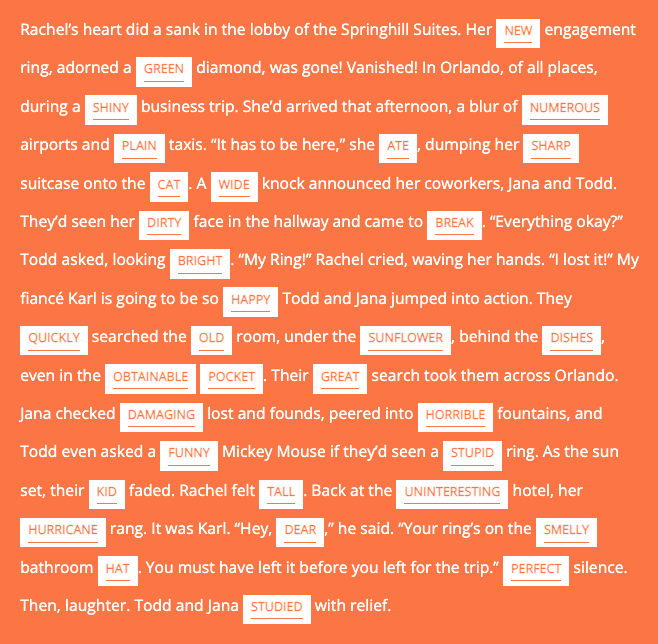 Rachel's heart did a sank in the lobby of the Springhill Suites. Her NEW engagement
ring, adorned a GREEN diamond, was gone! Vanished! In Orlando, of all places,
during a SHINY business trip. She'd arrived that afternoon, a blur of NUMEROUS
airports and PLAIN taxis. “It has to be here,” she ATE, dumping her SHARP
suitcase onto the CAT. A WIDE knock announced her coworkers, Jana and Todd.
They'd seen her DIRTY face in the hallway and came to BREAK. “Everything okay?”
Todd asked, looking BRIGHT. “My Ring!” Rachel cried, waving her hands. “I lost it!” My
fiancé Karl is going to be so HAPPY Todd and Jana jumped into action. They
QUICKLY searched the OLD room, under the SUNFLOWER, behind the DISHES,
even in the OBTAINABLE POCKET. Their GREAT search took them across Orlando.
Jana checked DAMAGING lost and founds, peered into HORRIBLE fountains, and
Todd even asked a FUNNY Mickey Mouse if they'd seen a STUPID ring. As the sun
set, their KID faded. Rachel felt TALL. Back at the UNINTERESTING hotel, her
HURRICANE rang. It was Karl. “Hey, DEAR,” he said. “Your ring's on the SMELLY
bathroom HAT. You must have left it before you left for the trip.” PERFECT silence.
Then, laughter. Todd and Jana STUDIED with relief.